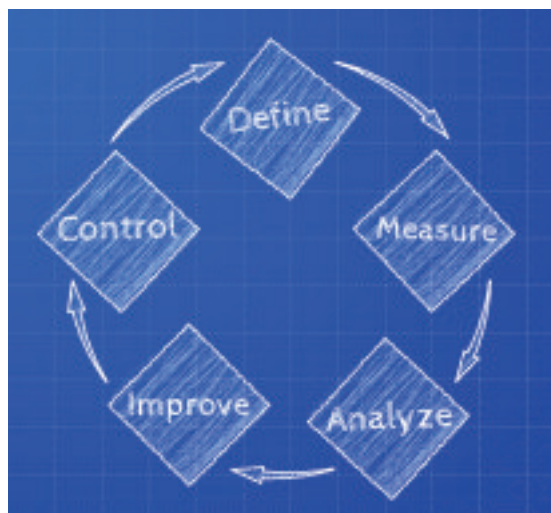 Define
Measure
Analyze
Improve
Control